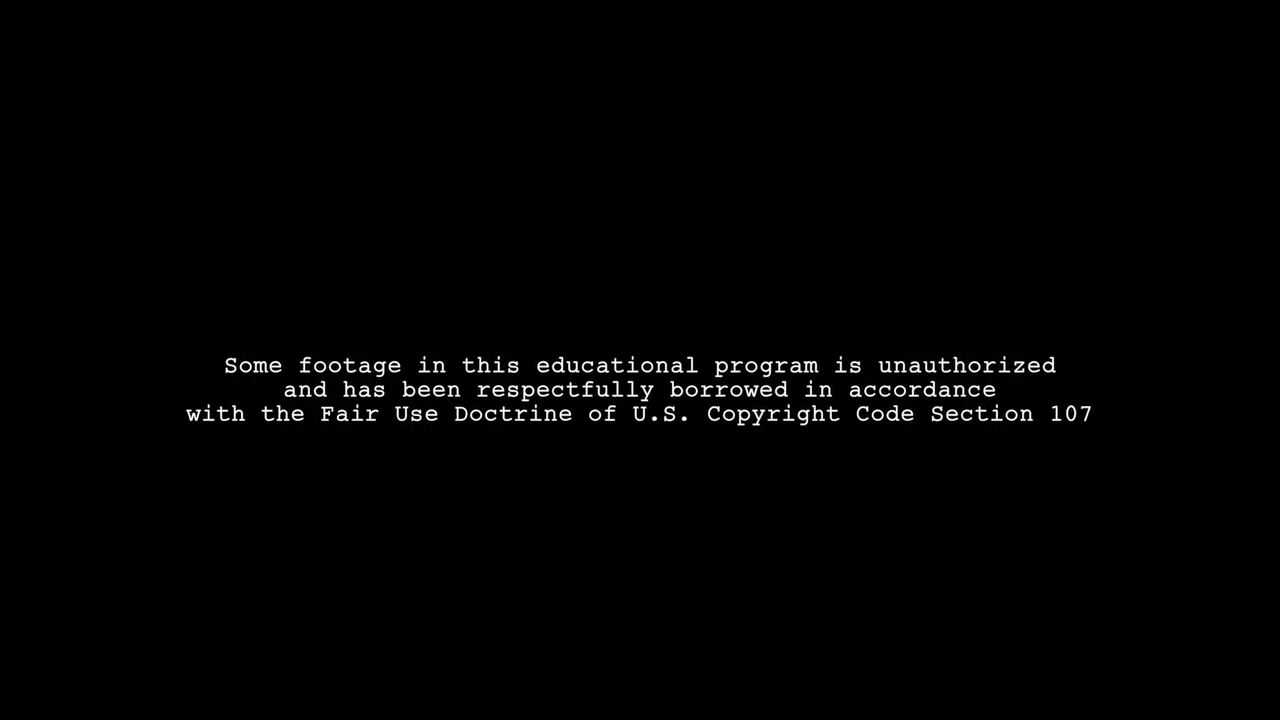 Some footage in this educational program is unauthorized
and has been respectfully borrowed in accordance
with the Fair Use Doctrine of U.S. Copyright Code Section 107